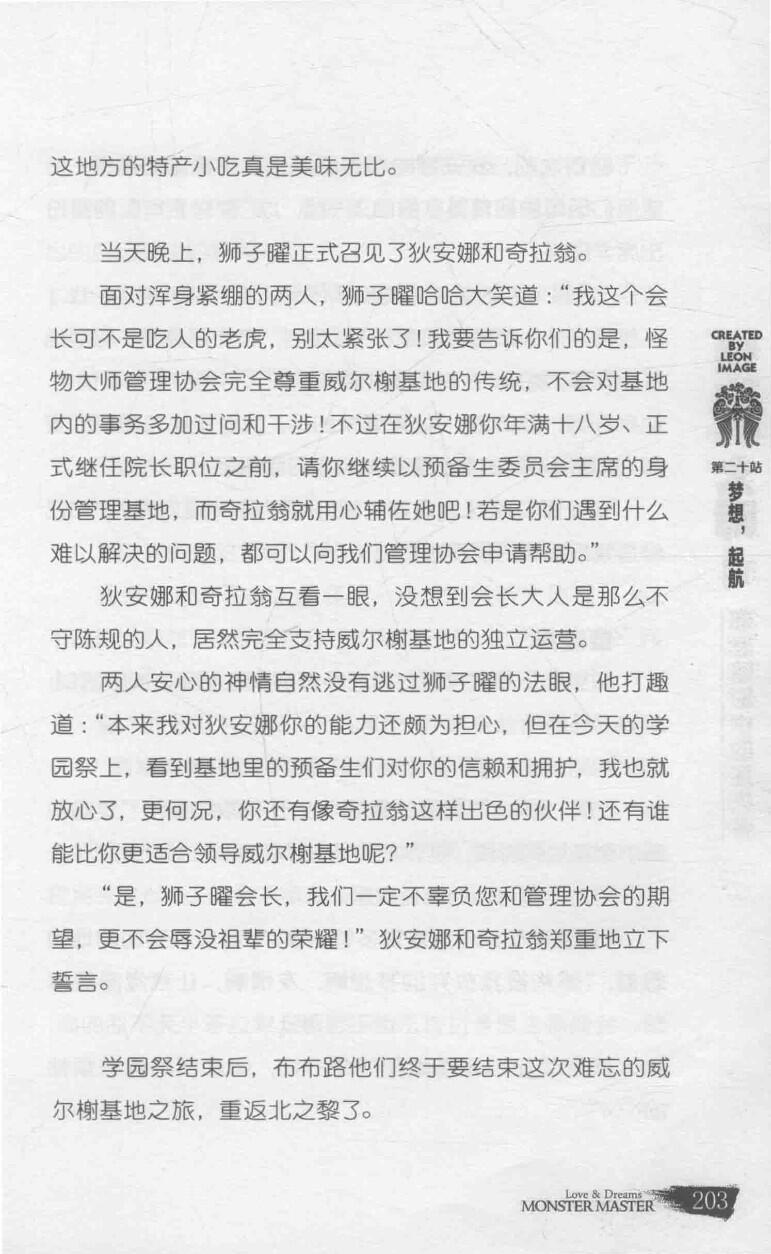 这地方的特产小吃真是美味无比。
当天晚上，狮子曜正式召见了狄安娜和奇拉翁。
面对浑身紧绷的两人，狮子曜哈哈大笑道：“我这个会
长可不是吃人的老虎，别太紧张了！我要告诉你们的是，怪
物大师管理协会完全尊重威尔榭基地的传统，不会对基地
内的事务多加过问和干涉！不过在狄安娜你年满十八岁、正
式继任院长职位之前，请你继续以预备生委员会主席的身
份管理基地，而奇拉翁就用心辅佐她吧！若是你们遇到什么
难以解决的问题，都可以向我们管理协会申请帮助。”
狄安娜和奇拉翁互看一眼，没想到会长大人是那么不
守陈规的人，居然完全支持威尔榭基地的独立运营。
两人安心的神情自然没有逃过狮子曜的法眼，他打趣
道：“本来我对狄安娜你的能力还颇为担心，但在今天的学
园祭上，看到基地里的预备生们对你的信赖和拥护，我也就
放心了，更何况，你还有像奇拉翁这样出色的伙伴！还有谁
能比你更适合领导威尔榭基地呢？”
“是，狮子曜会长，我们一定不辜负您和管理协会的期
望，更不会辱没祖辈的荣耀！”狄安娜和奇拉翁郑重地立下
誓言。
学园祭结束后，布布路他们终于要结束这次难忘的威
尔榭基地之旅，重返北之黎了。
CREATED
BY
LEON
IMAGE
第二十站
梦想，起航
Love & Dreams
MONSTER MASTER
203